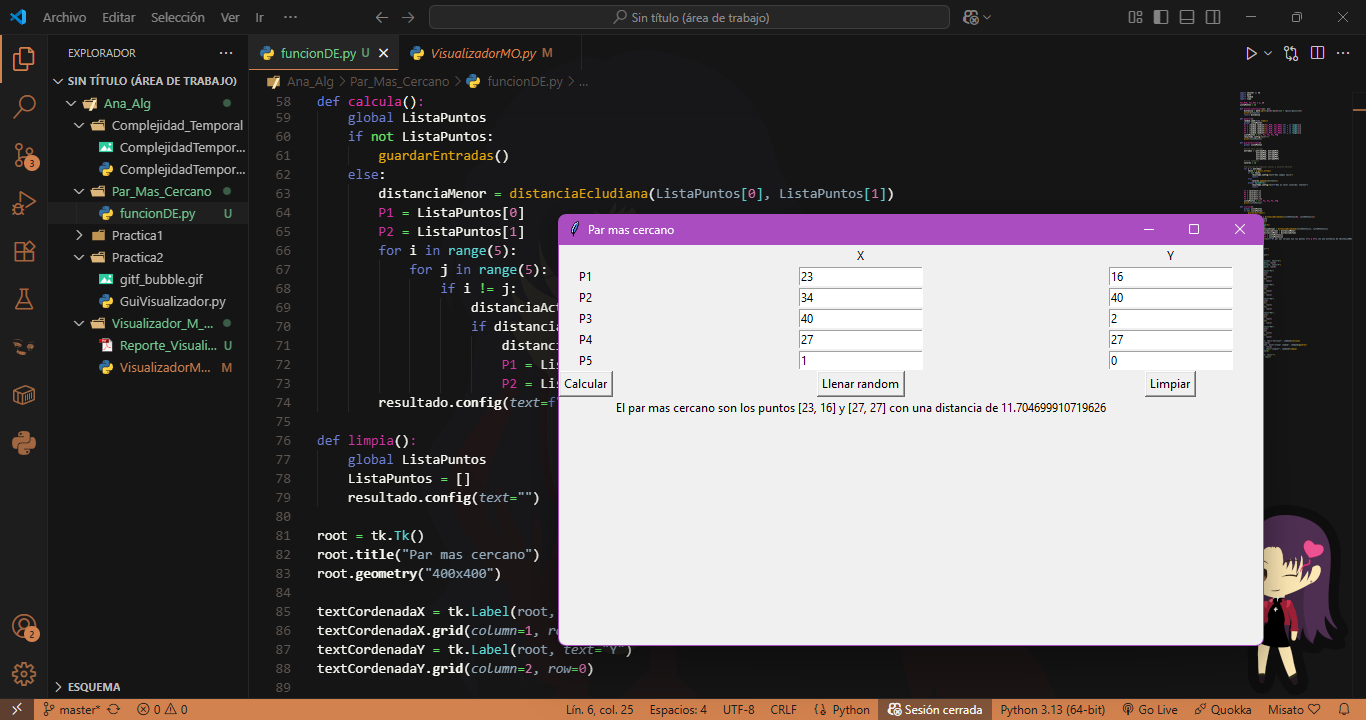 Archivo Editar Selección Ver Ir ··· Sin título (área de trabajo)
EXPLORADOR ···
SIN TÍTULO (ÁREA DE TRABAJO)
Ana_Alg
Complejidad_Temporal
ComplejidadTempor...
ComplejidadTempor...
Par_Mas_Cercano
funcionDE.py U
Practica1
Practica2
gitf_bubble.gif
GuiVisualizador.py
Visualizador_M_...
Reporte_Visuali... U
VisualizadorM... M
ESQUEMA
3
2
funcionDE.py U VisualizadorMO.py M
Ana_Alg > Par_Mas_Cercano > funcionDE.py > ...
58 def calcula():
59 global ListaPuntos
60 if not ListaPuntos:
61 guardarEntradas()
62 else:
63 distanciaMenor = distanciaEcludiana(ListaPuntos[0], ListaPuntos[1])
64 P1 = ListaPuntos[0]
65 P2 = ListaPuntos[1]
66 for i in range(5):
67 for j in range(5):
68 if i != j:
69 distanciaAct
70 if distancia
71 distanc
72 P1 = Lis
73 P2 = Lis
74 resultado.config(text=f"
75
76 def limpia():
77 global ListaPuntos
78 ListaPuntos = []
79 resultado.config(text="")
80
81 root = tk.Tk()
82 root.title("Par mas cercano")
83 root.geometry("400x400")
84
85 textCordenadaX = tk.Label(root,
86 textCordenadaX.grid(column=1, ro
87 textCordenadaY = tk.Label(root, text="Y")
88 textCordenadaY.grid(column=2, row=0)
89
Par mas cercano
X Y
P1 23 16
P2 34 40
P3 40 2
P4 27 27
P5 1 0
Calcular Llenar random Limpiar
El par mas cercano son los puntos [23, 16] y [27, 27] con una distancia de 11.704699910719626
master* 0 0 Lín. 6, col. 25 Espacios: 4 UTF-8 CRLF Python Sesión cerrada Python 3.13 (64-bit) Go Live Quokka Misato